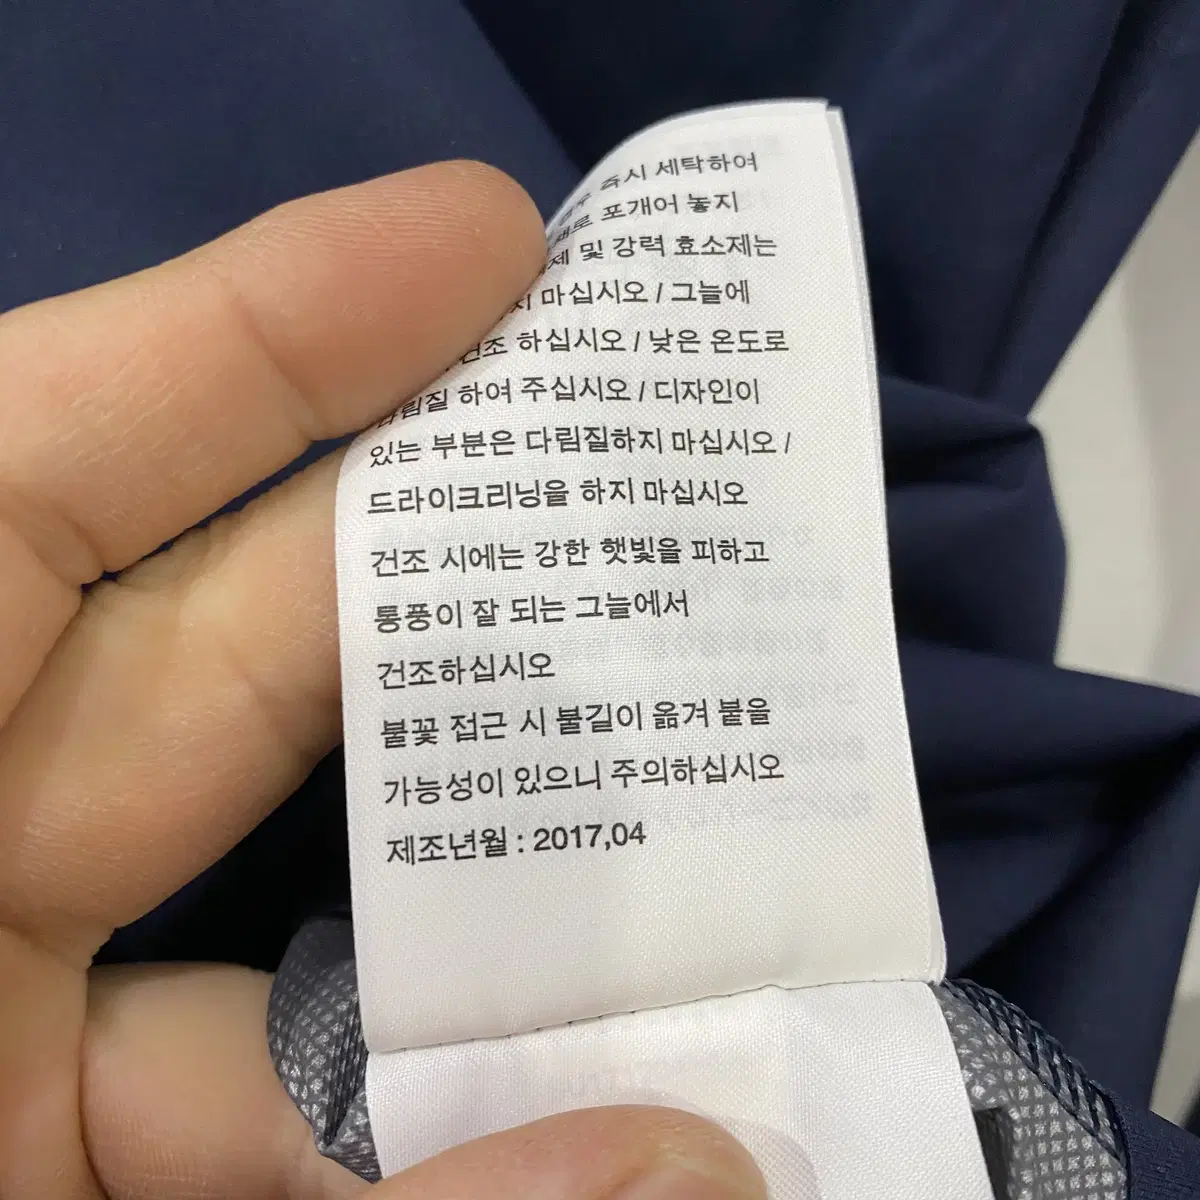 즉시 세탁하여
포개어 놓지
및 강력 효소제는
마십시오 / 그늘에
건조 하십시오 / 낮은 온도로
다림질 하여 주십시오 / 디자인이
있는 부분은 다림질하지 마십시오 /
드라이크리닝을 하지 마십시오
건조 시에는 강한 햇빛을 피하고
통풍이 잘 되는 그늘에서
건조하십시오
불꽃 접근 시 불길이 옮겨 붙을
가능성이 있으니 주의하십시오
제조년월 : 2017,04